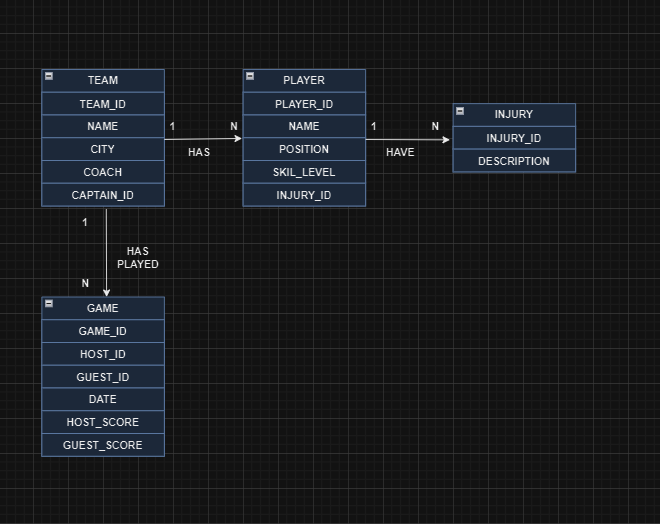 TEAM
TEAM_ID
NAME
CITY
COACH
CAPTAIN_ID
1
N
HAS
PLAYER
PLAYER_ID
NAME
POSITION
SKIL_LEVEL
INJURY_ID
1
N
HAVE
INJURY
INJURY_ID
DESCRIPTION
1
HAS
PLAYED
N
GAME
GAME_ID
HOST_ID
GUEST_ID
DATE
HOST_SCORE
GUEST_SCORE